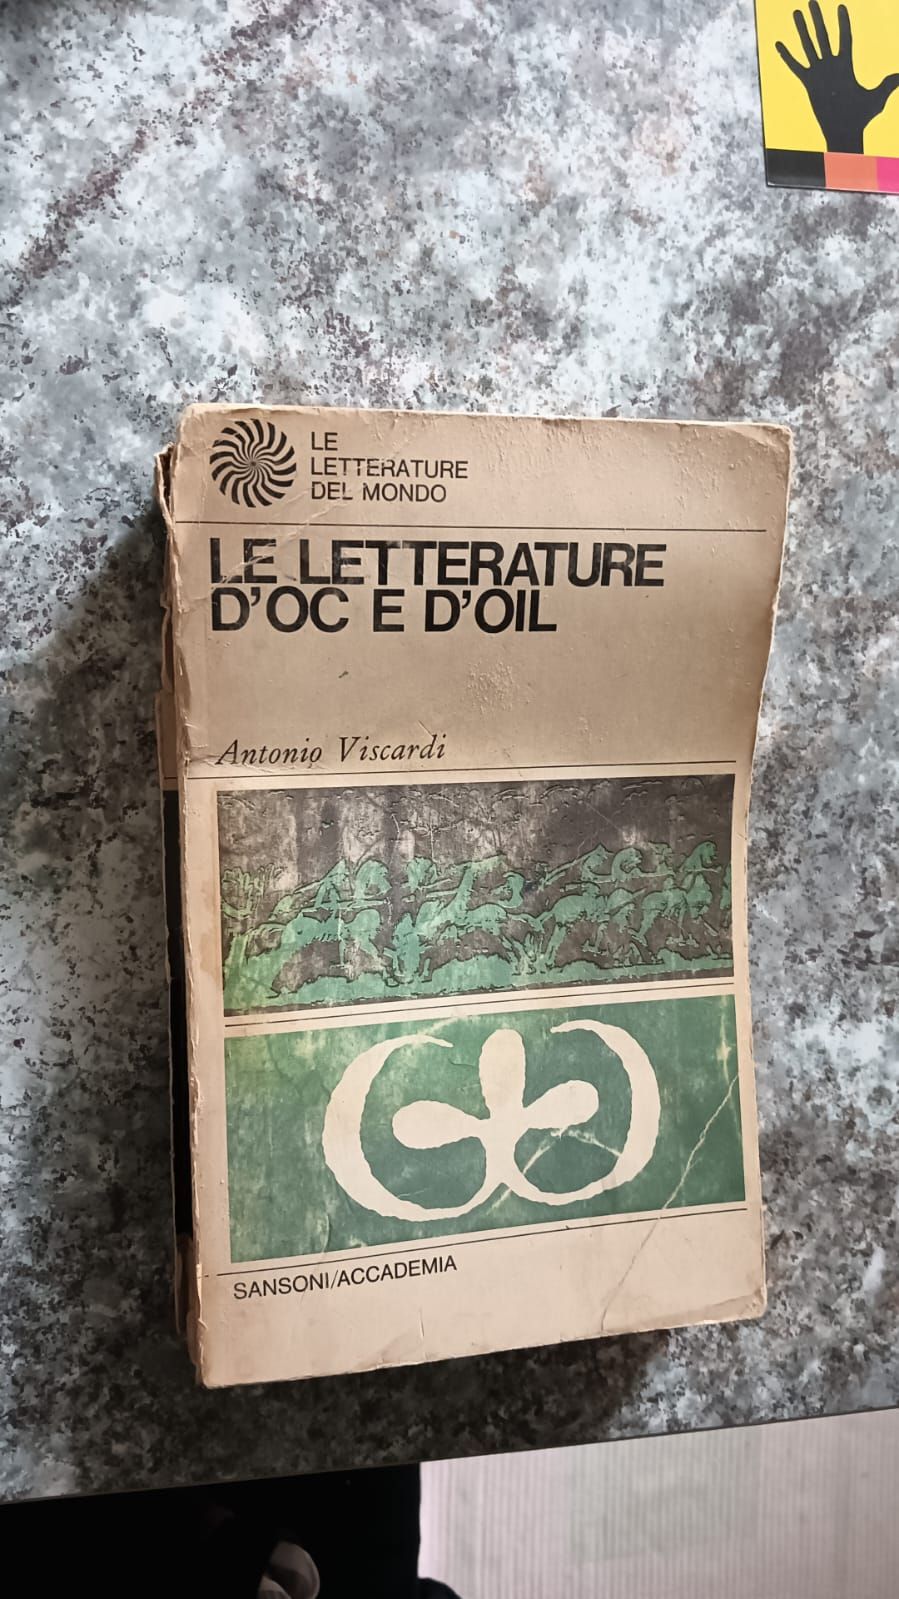 LE
LETTERATURE
DEL MONDO
LE LETTERATURE
D'OC E D'OIL
Antonio Viscardi
SANSONI/ACCADEMIA